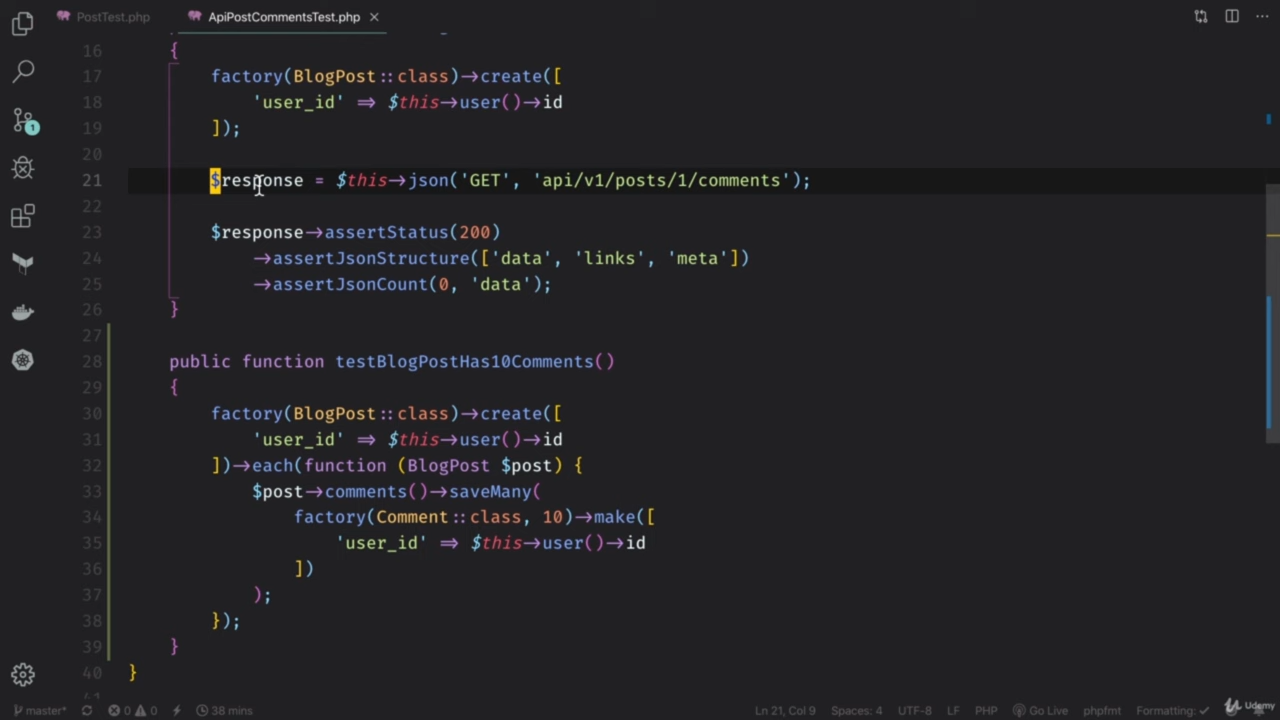 PostTest.php ApiPostCommentsTest.php
16 {
17 factory(BlogPost::class)->create([
18 'user_id' => $this->user()->id
19 ]);
20
21 $response = $this->json('GET', 'api/v1/posts/1/comments');
22
23 $response->assertStatus(200)
24 ->assertJsonStructure(['data', 'links', 'meta'])
25 ->assertJsonCount(0, 'data');
26 }
27
28 public function testBlogPostHas10Comments()
29 {
30 factory(BlogPost::class)->create([
31 'user_id' => $this->user()->id
32 ])->each(function (BlogPost $post) {
33 $post->comments()->saveMany(
34 factory(Comment::class, 10)->make([
35 'user_id' => $this->user()->id
36 ])
37 );
38 });
39 }
40 }
41
1
master* 0 0 38 mins Ln 21, Col 9 Spaces: 4 UTF-8 LF PHP Go Live phpfmt Formatting: ✓ Udemy